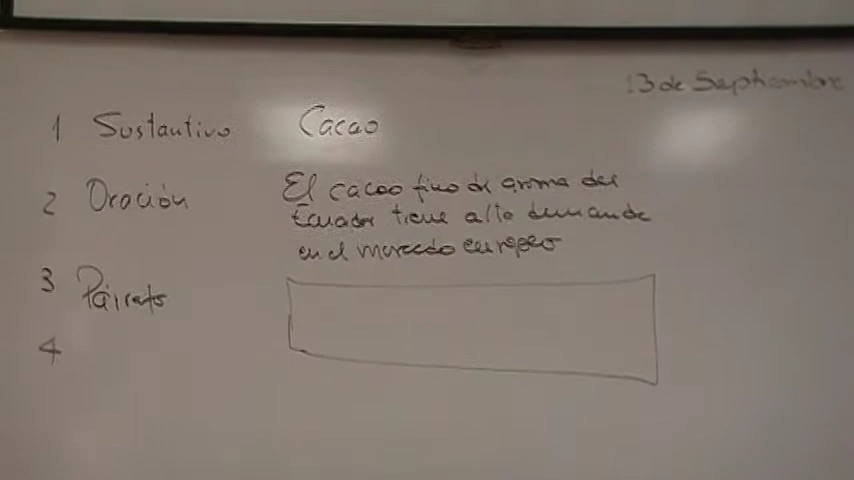 13 de Septiembre
1 Sustantivo Cacao
2 Oración El cacao fino de aroma del
Ecuador tiene alta demanda
en el mercado europeo
3 Párrafo
4